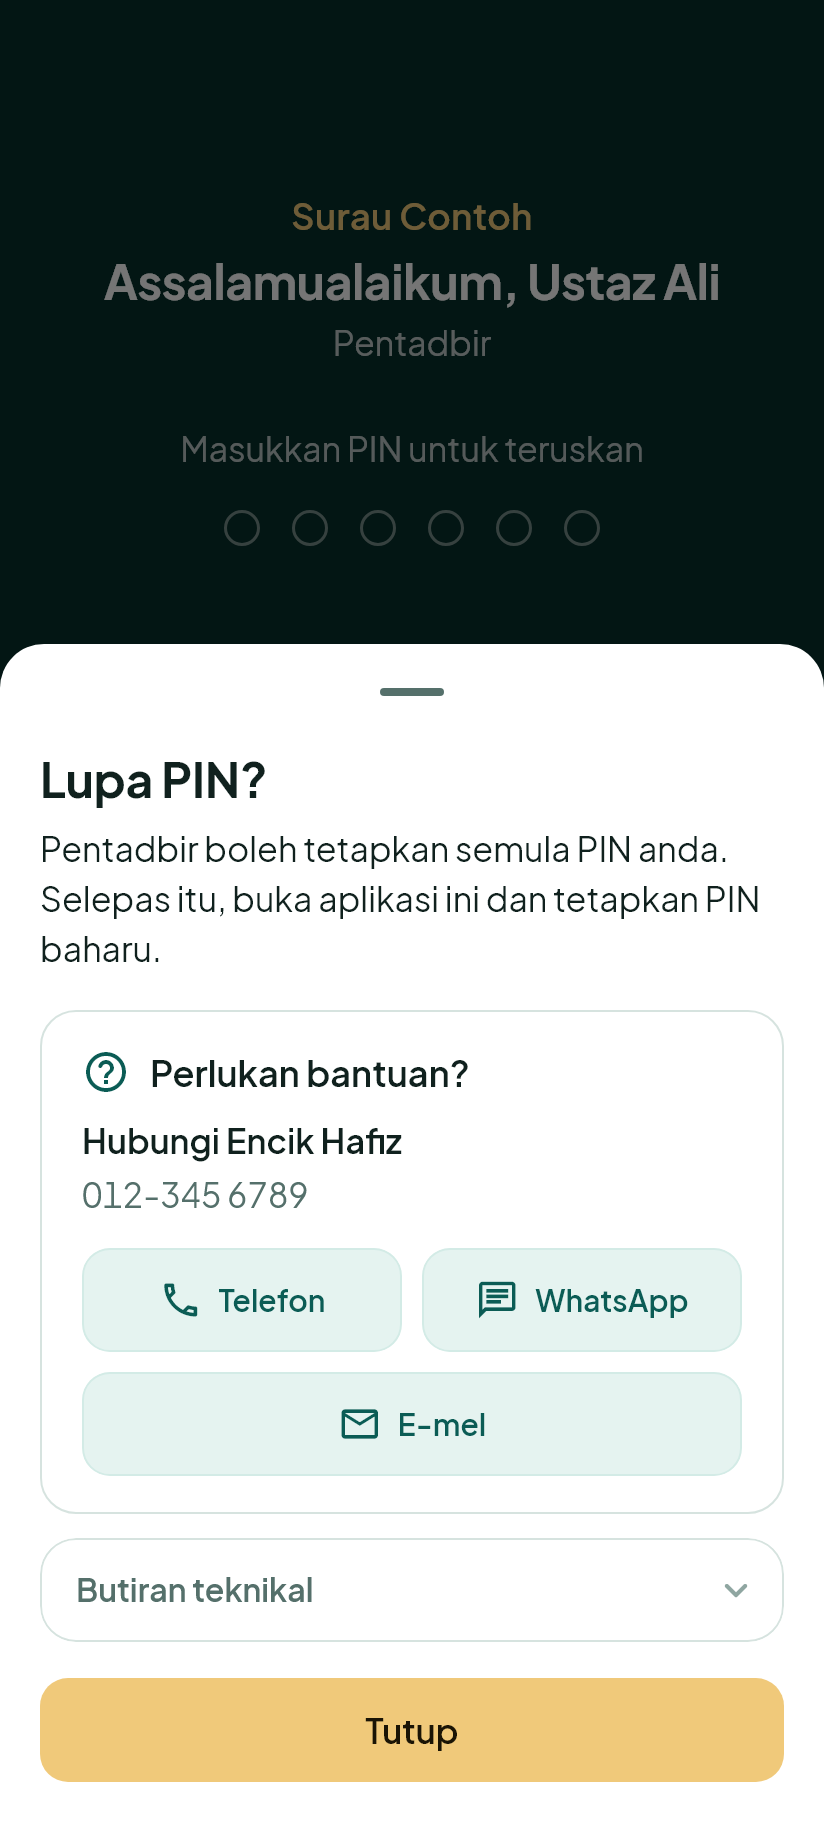 Surau Contoh
Assalamualaikum, Ustaz Ali
Pentadbir
Masukkan PIN untuk teruskan
Lupa PIN?
Pentadbir boleh tetapkan semula PIN anda.
Selepas itu, buka aplikasi ini dan tetapkan PIN
baharu.
Perlukan bantuan?
Hubungi Encik Hafiz
012-345 6789
Telefon
WhatsApp
E-mel
Butiran teknikal
Tutup